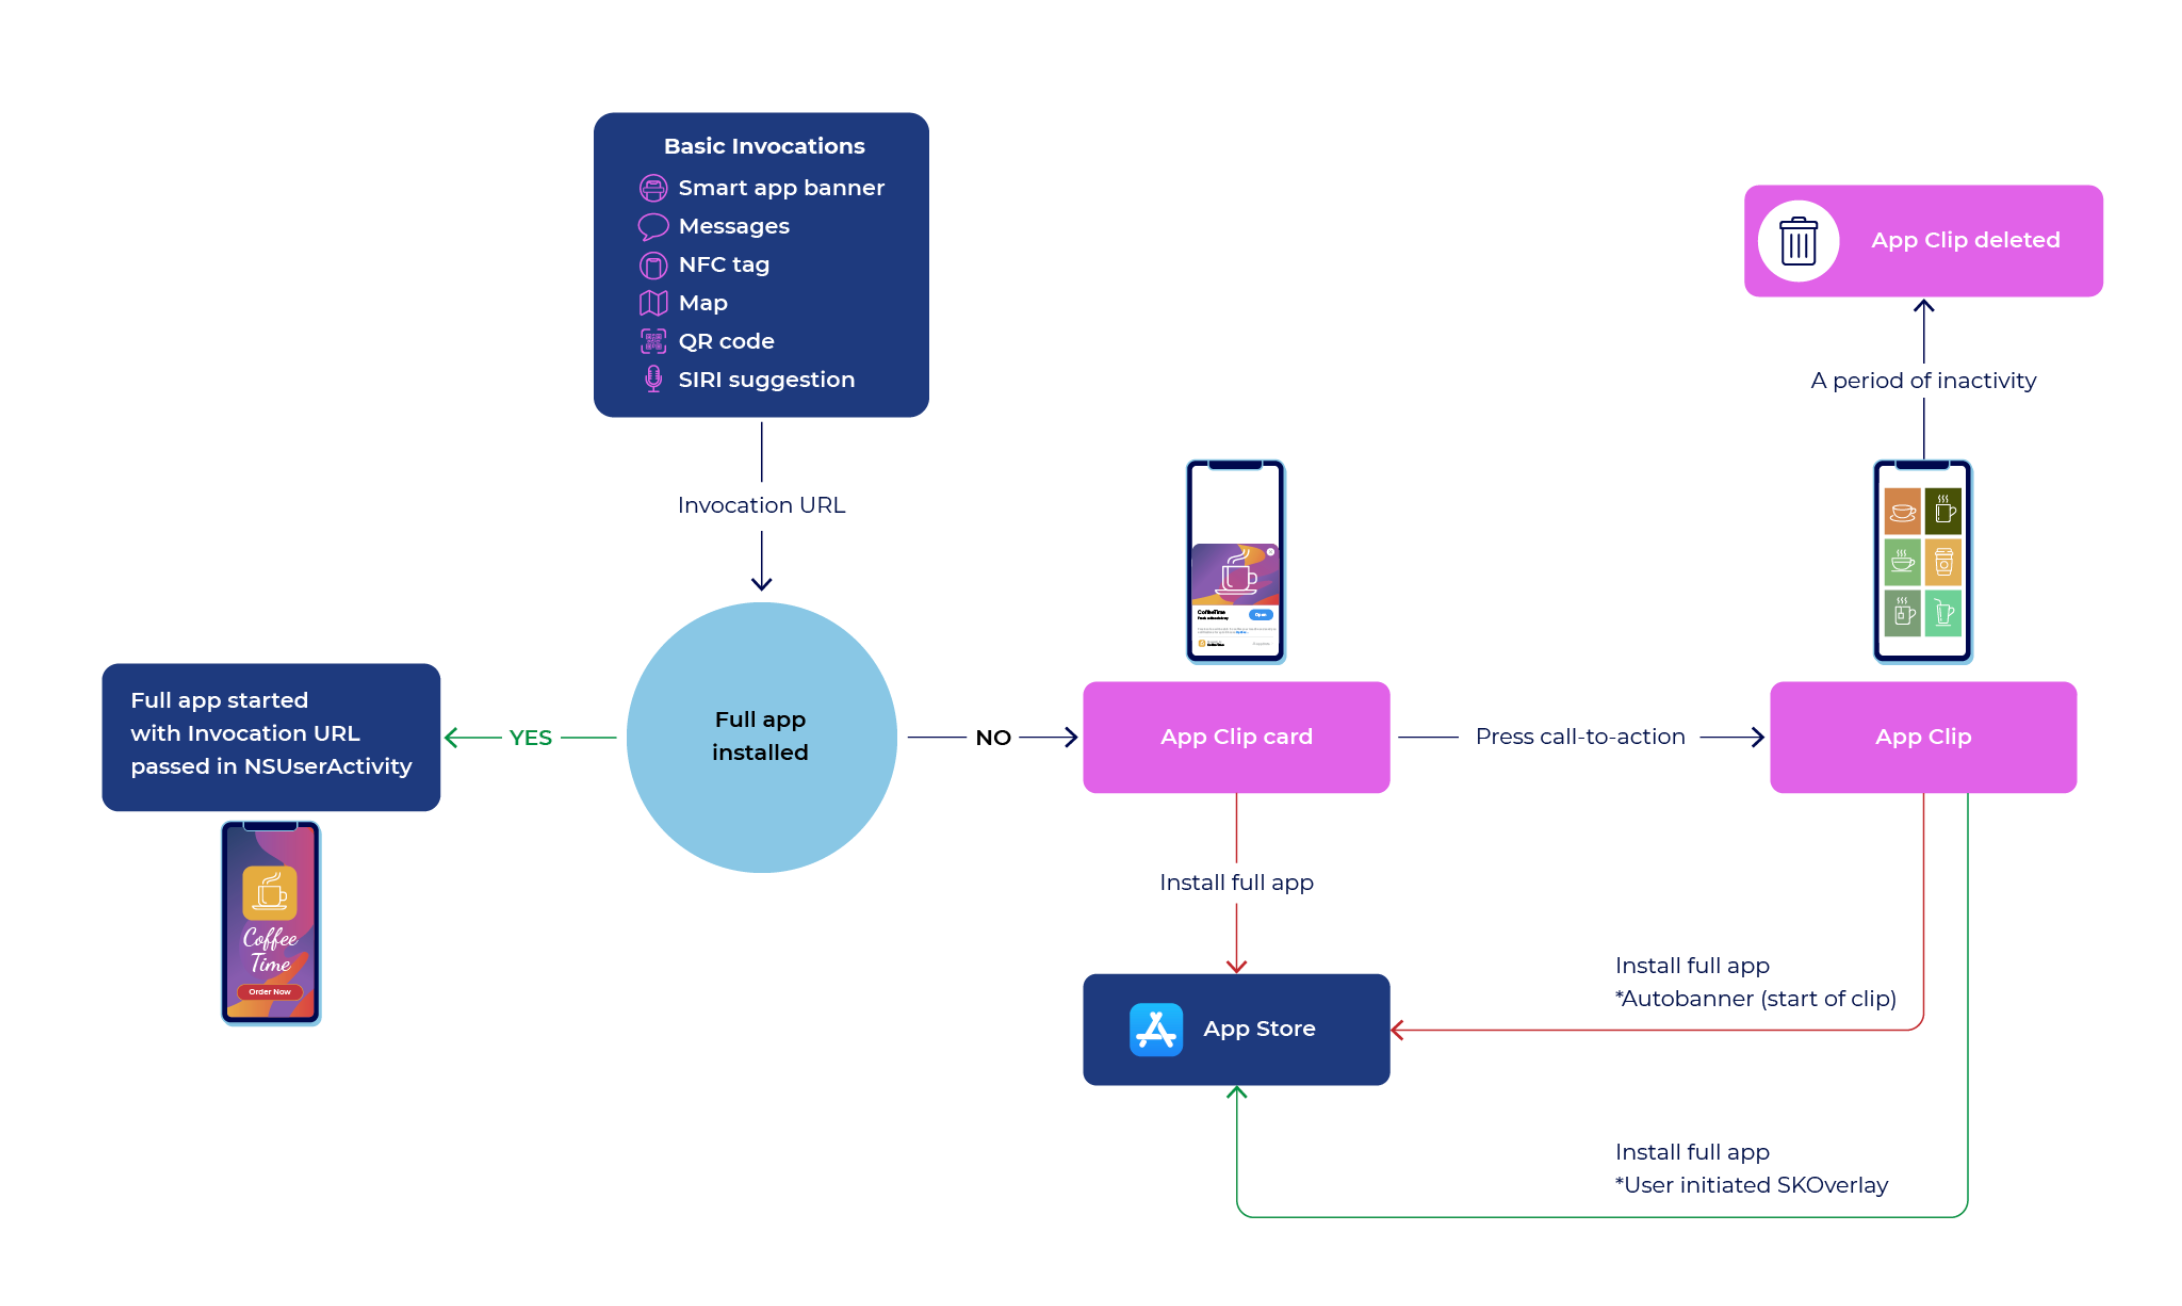 Basic Invocations
Smart app banner
Messages
NFC tag
Map
QR code
SIRI suggestion
Invocation URL
Full app
installed
YES
Full app started
with Invocation URL
passed in NSUserActivity
Coffee
Time
Order Now
NO
CoffeeTime
Open
App Clip card
Press call-to-action
App Clip
A period of inactivity
App Clip deleted
Install full app
App Store
Install full app
*Autobanner (start of clip)
Install full app
*User initiated SKOverlay